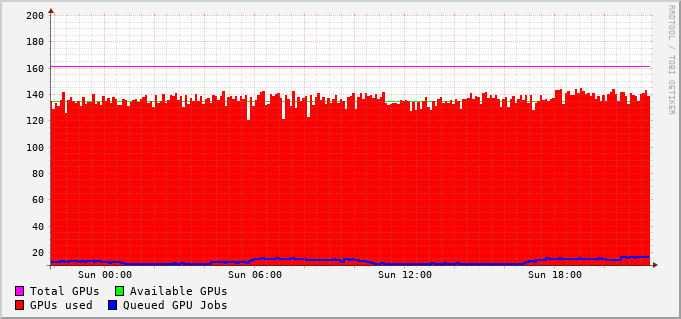 200
180
160
140
120
100
80
60
40
20
Sun 00:00 Sun 06:00 Sun 12:00 Sun 18:00
Total GPUs Available GPUs
GPUs used Queued GPU Jobs
RRDTOOL / TOBI OETIKER